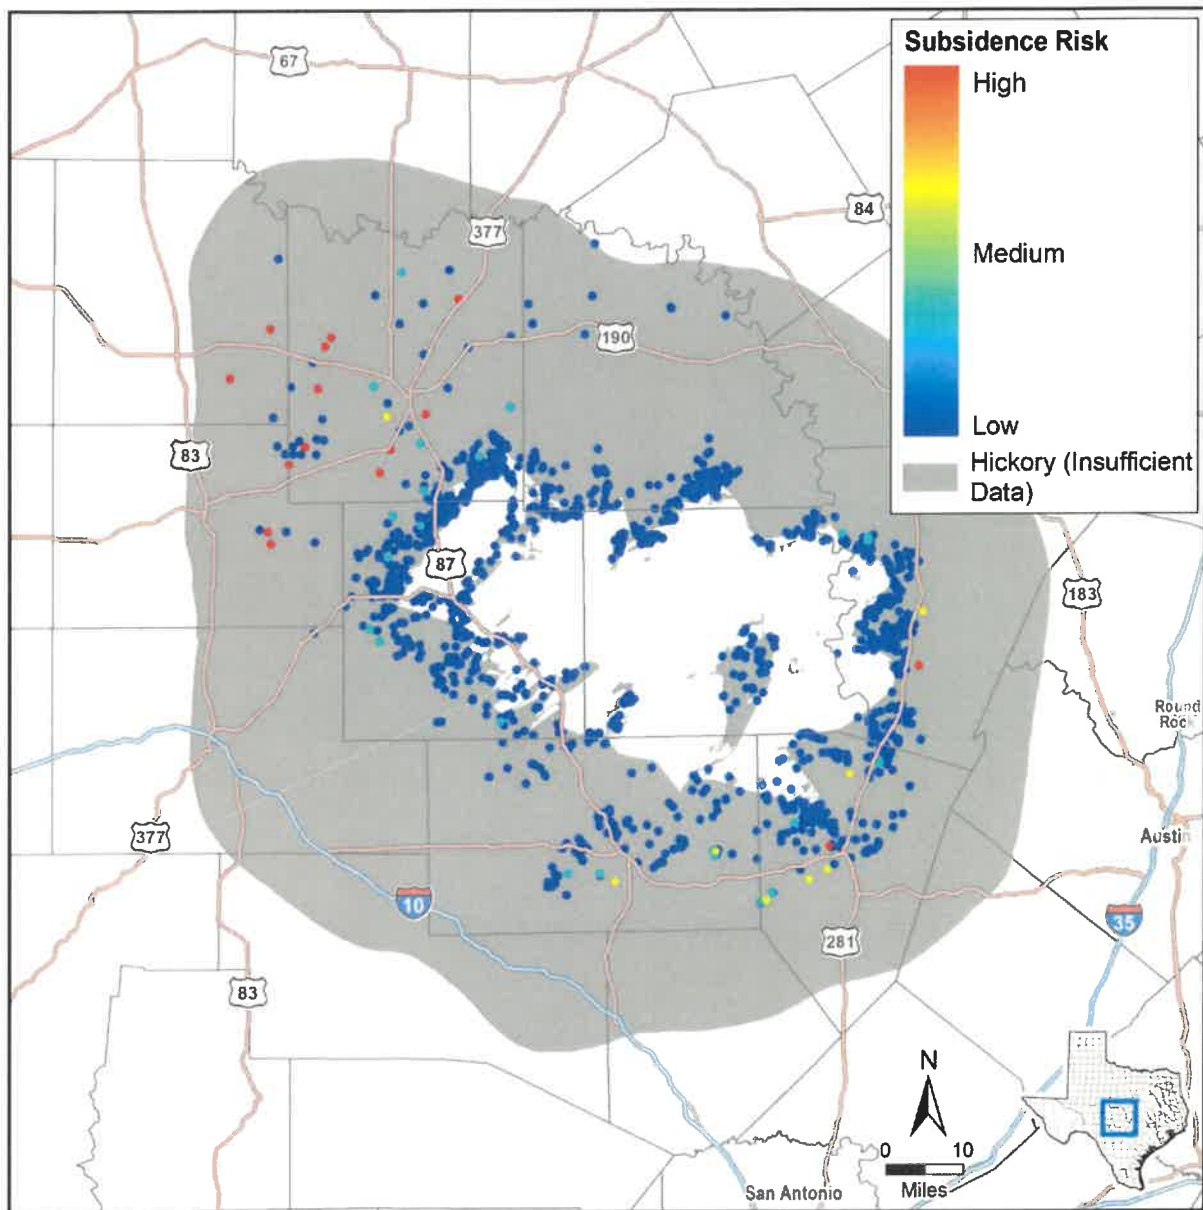 Subsidence Risk
High
Medium
Low
Hickory (Insufficient
Data)
67
84
377
190
83
87
183
Round
Rock
377
Austin
10
35
281
83
N
0 10
Miles
San Antonio